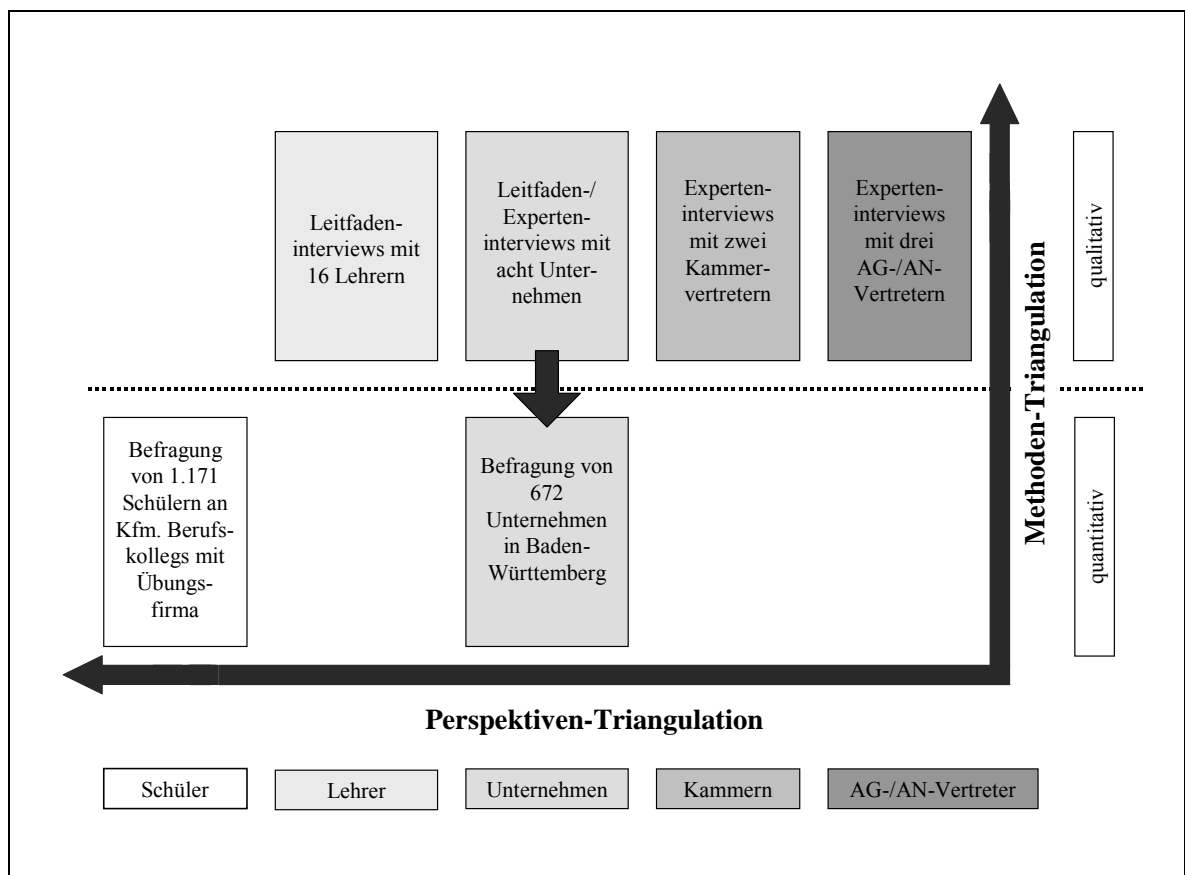 Leitfaden-
interviews mit
16 Lehrern
Leitfaden-/
Experten-
interviews mit
acht Unter-
nehmen
Experten-
interviews
mit zwei
Kammer-
vertretern
Experten-
interviews
mit drei
AG-/AN-
Vertretern
qualitativ
Methoden-Triangulation
Befragung
von 1.171
Schülern an
Kfm. Berufs-
kollegs mit
Übungs-
firma
Befragung von
672
Unternehmen
in Baden-
Württemberg
quantitativ
Perspektiven-Triangulation
Schüler
Lehrer
Unternehmen
Kammern
AG-/AN-Vertreter